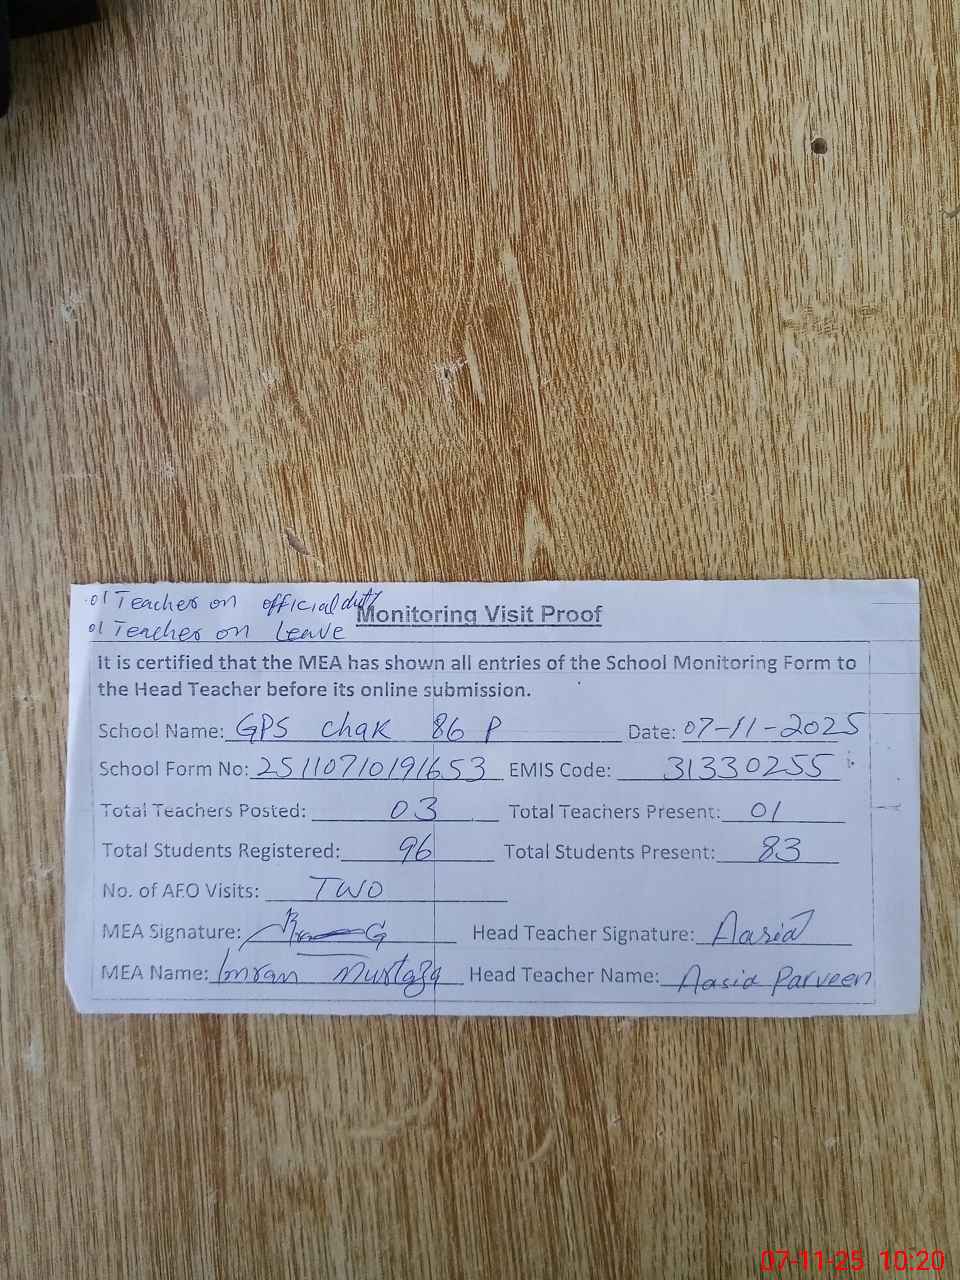 01 Teacher on official duty
01 Teacher on Leave
Monitoring Visit Proof
It is certified that the MEA has shown all entries of the School Monitoring Form to
the Head Teacher before its online submission.
School Name: GPS chak 86 P Date: 07-11-2025
School Form No: 25110710191653 EMIS Code: 31330255
Total Teachers Posted: 03 Total Teachers Present: 01
Total Students Registered: 96 Total Students Present: 83
No. of AEO Visits: TWO
MEA Signature: Head Teacher Signature: Aasia
MEA Name: Imran Murtaza Head Teacher Name: Aasia Parveen
07-11-25 10:20